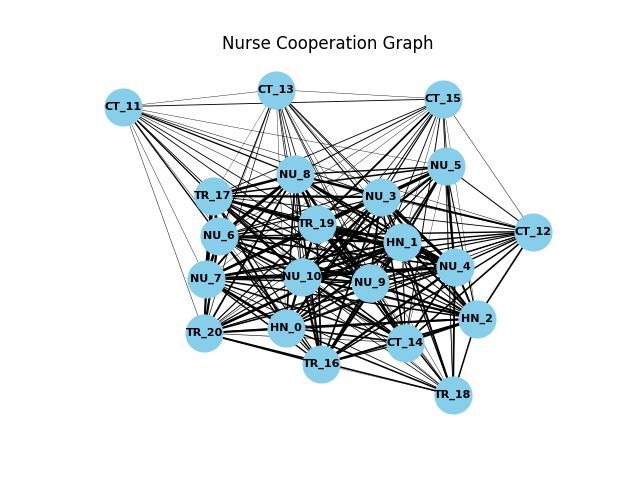 Nurse Cooperation Graph
CT_13
CT_15
CT_11
NU_5
NU_8
TR_17
NU_3
TR_19
CT_12
NU_6
HN_1
NU_4
NU_7
NU_10
NU_9
HN_2
HN_0
TR_20
CT_14
TR_16
TR_18